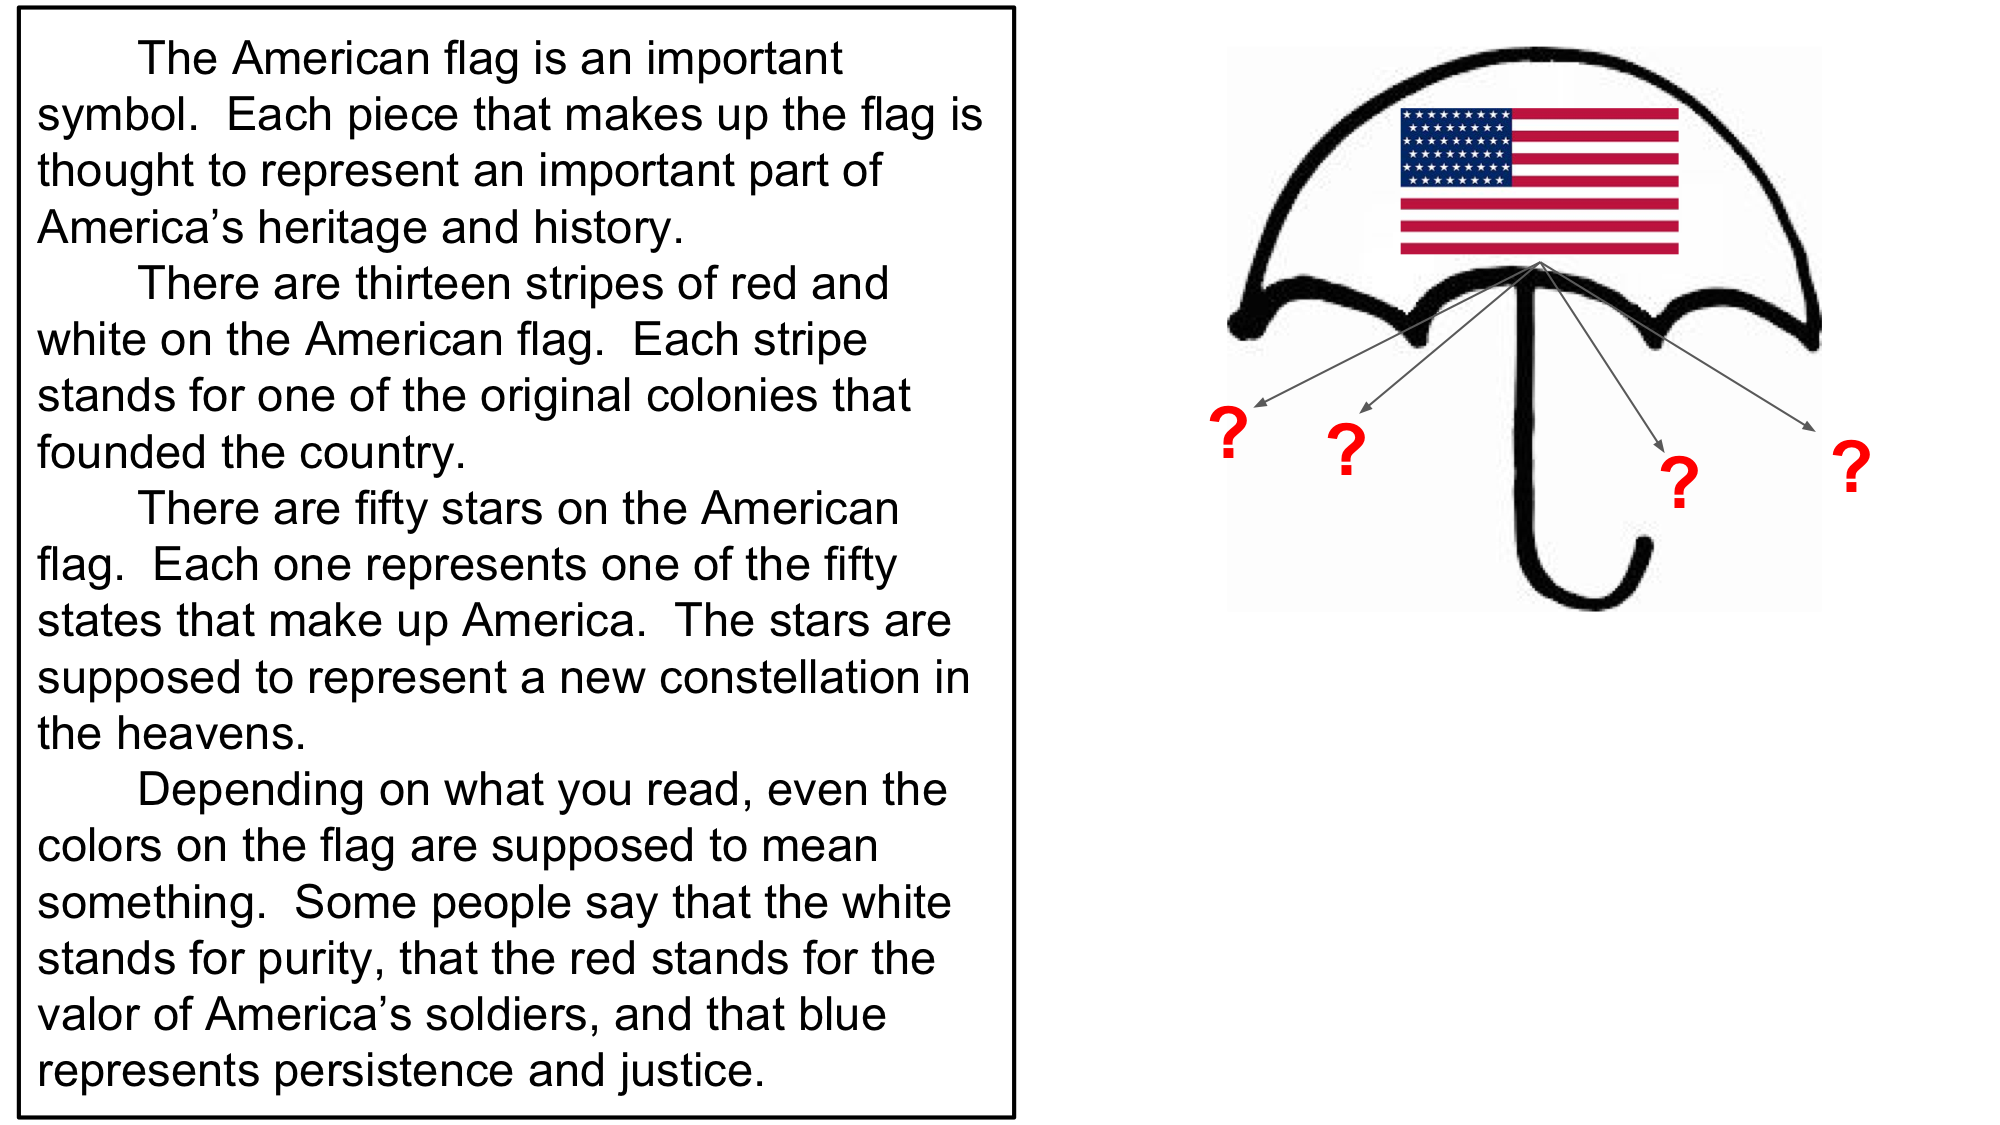 The American flag is an important
symbol.  Each piece that makes up the flag is
thought to represent an important part of
America’s heritage and history.
There are thirteen stripes of red and
white on the American flag.  Each stripe
stands for one of the original colonies that
founded the country.
There are fifty stars on the American
flag.  Each one represents one of the fifty
states that make up America.  The stars are
supposed to represent a new constellation in
the heavens.
Depending on what you read, even the
colors on the flag are supposed to mean
something.  Some people say that the white
stands for purity, that the red stands for the
valor of America’s soldiers, and that blue
represents persistence and justice.
?
?
?
?